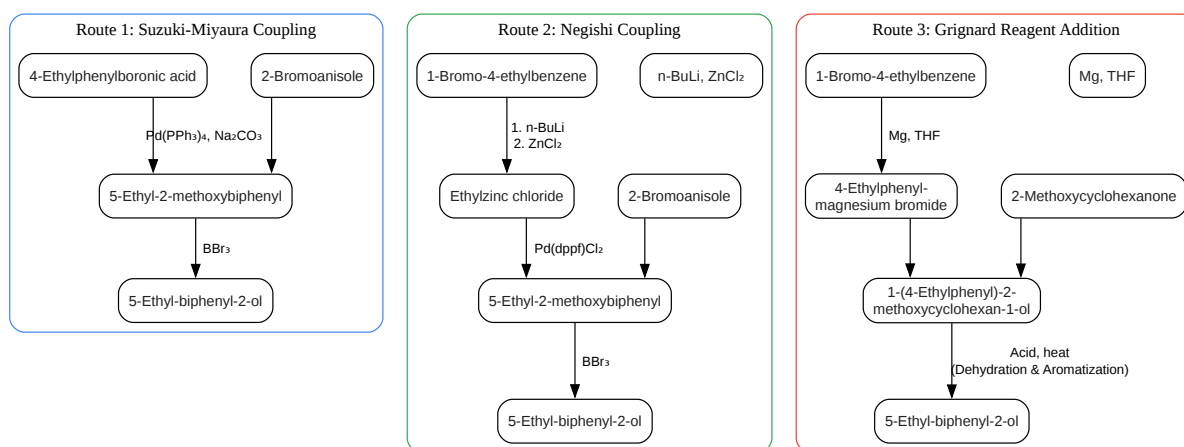 Route 1: Suzuki-Miyaura Coupling
4-Ethylphenylboronic acid
2-Bromoanisole
Pd(PPh₃)₄, Na₂CO₃
5-Ethyl-2-methoxybiphenyl
BBr₃
5-Ethyl-biphenyl-2-ol
Route 2: Negishi Coupling
1-Bromo-4-ethylbenzene
n-BuLi, ZnCl₂
1. n-BuLi
2. ZnCl₂
Ethylzinc chloride
2-Bromoanisole
Pd(dppf)Cl₂
5-Ethyl-2-methoxybiphenyl
BBr₃
5-Ethyl-biphenyl-2-ol
Route 3: Grignard Reagent Addition
1-Bromo-4-ethylbenzene
Mg, THF
Mg, THF
4-Ethylphenyl-
magnesium bromide
2-Methoxycyclohexanone
1-(4-Ethylphenyl)-2-
methoxycyclohexan-1-ol
Acid, heat
(Dehydration & Aromatization)
5-Ethyl-biphenyl-2-ol